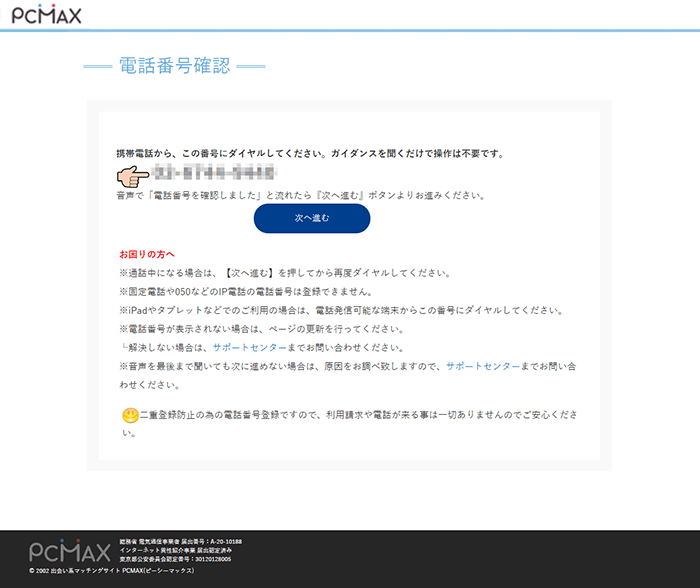 PCMAX
電話番号確認
携帯電話から、この番号にダイヤルしてください。ガイダンスを聞くだけで操作は不要です。
音声で「電話番号を確認しました」と流れたら『次へ進む』ボタンよりお進みください。
次へ進む
お困りの方へ
※通話中になる場合は、【次へ進む】を押してから再度ダイヤルしてください。
※固定電話や050などのIP電話の電話番号は登録できません。
※iPadやタブレットなどでのご利用の場合は、電話発信可能な端末からこの番号にダイヤルしてください。
※電話番号が表示されない場合は、ページの更新を行ってください。
└解決しない場合は、サポートセンターまでお問い合わせください。
※音声を最後まで聞いても次に進めない場合は、原因をお調べ致しますので、サポートセンターまでお問い合
わせください。
二重登録防止の為の電話番号登録ですので、利用請求や電話が来る事は一切ありませんのでご安心くださ
い。
PCMAX
総務省 電気通信事業者 届出番号：A-20-10188
インターネット異性紹介事業 届出認定済み
東京都公安委員会認定番号：30120128005
© 2002 出会い系マッチングサイト PCMAX(ピーシーマックス)